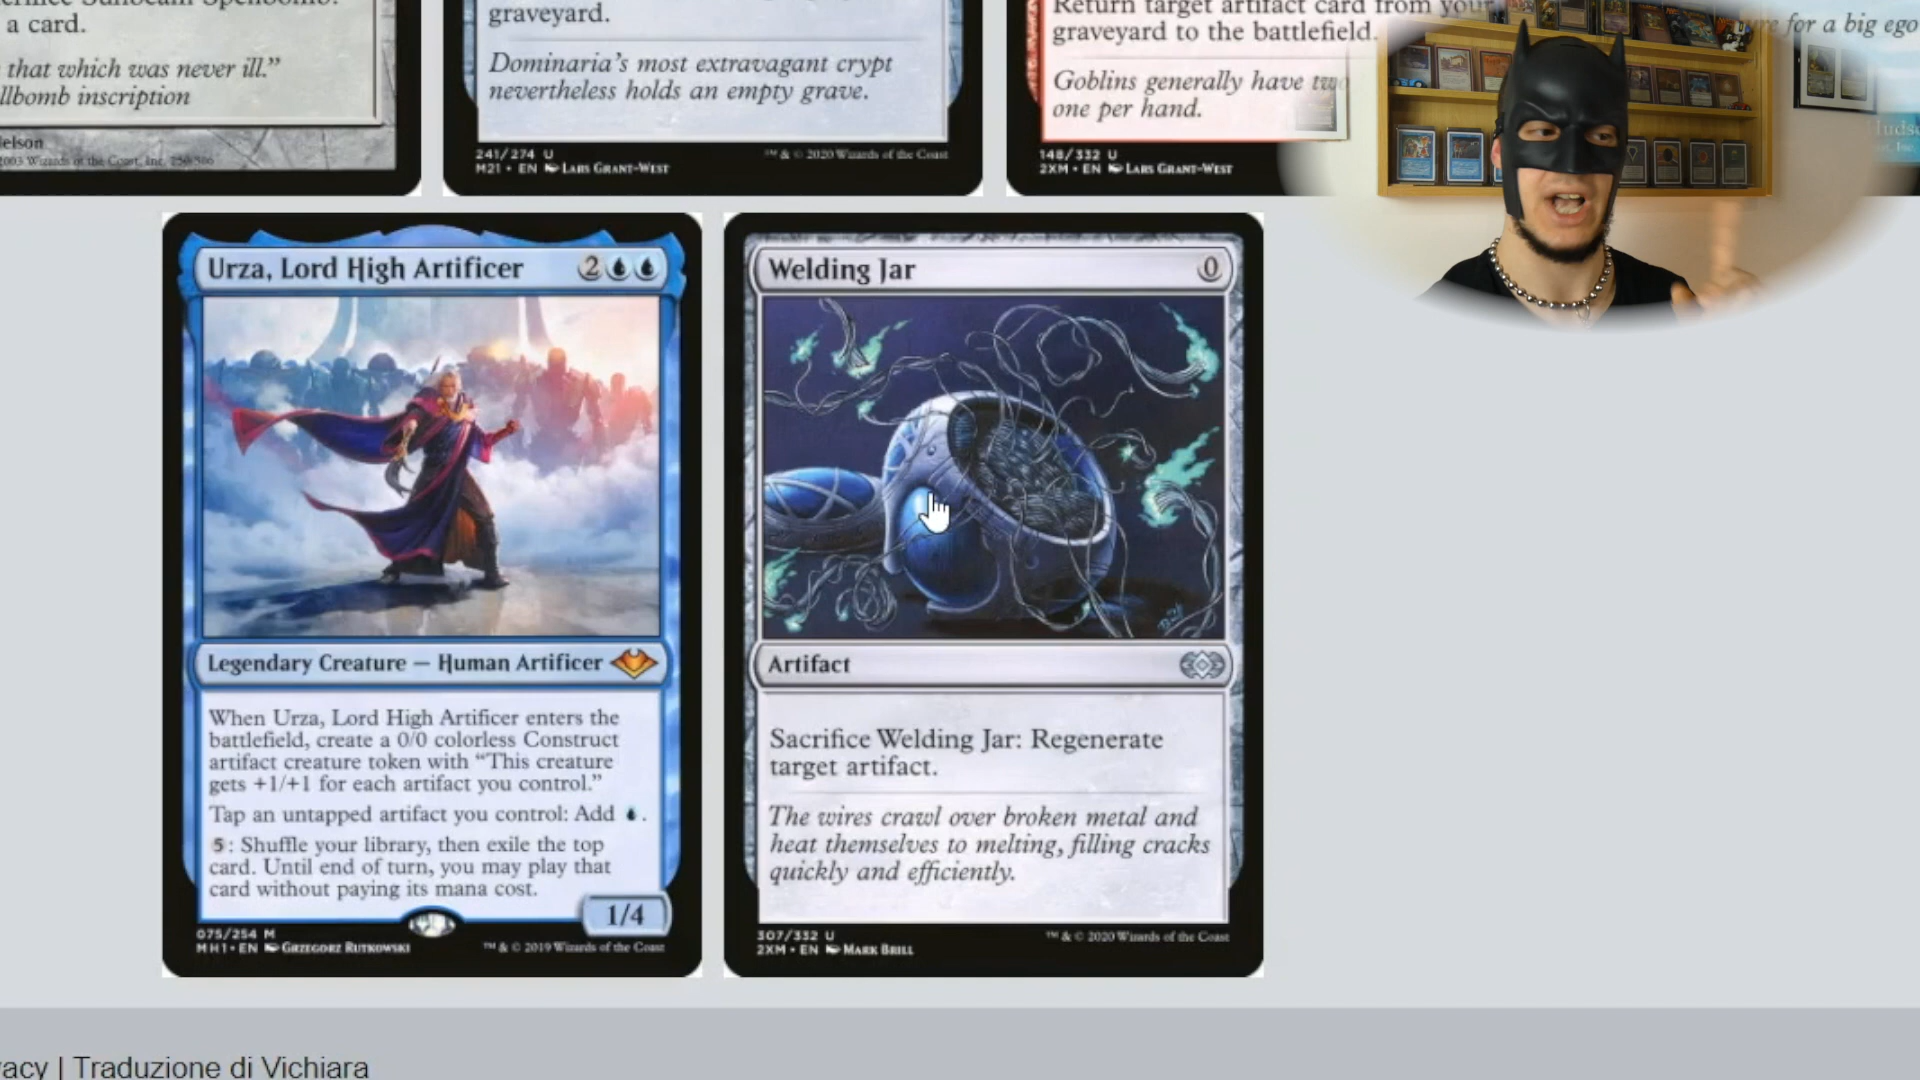 a card.
that which was never ill.”
llbomb inscription
elson
graveyard.
Dominaria’s most extravagant crypt
nevertheless holds an empty grave.
241/274 U
M21 • EN Lars Grant-West
™ & © 2020 Wizards of the Coast
Return target artifact card from your
graveyard to the battlefield.
Goblins generally have two
one per hand.
148/332 U
2XM • EN Lars Grant-West
for a big ego
Urza, Lord High Artificer 2
Legendary Creature — Human Artificer
When Urza, Lord High Artificer enters the
battlefield, create a 0/0 colorless Construct
artifact creature token with “This creature
gets +1/+1 for each artifact you control.”
Tap an untapped artifact you control: Add .
5: Shuffle your library, then exile the top
card. Until end of turn, you may play that
card without paying its mana cost.
1/4
075/254 M
MH1 • EN Grzegorz Rutkowski
™ & © 2019 Wizards of the Coast
Welding Jar 0
Artifact
Sacrifice Welding Jar: Regenerate
target artifact.
The wires crawl over broken metal and
heat themselves to melting, filling cracks
quickly and efficiently.
307/332 U
2XM • EN Mark Brill
™ & © 2020 Wizards of the Coast
vacy | Traduzione di Vichiara